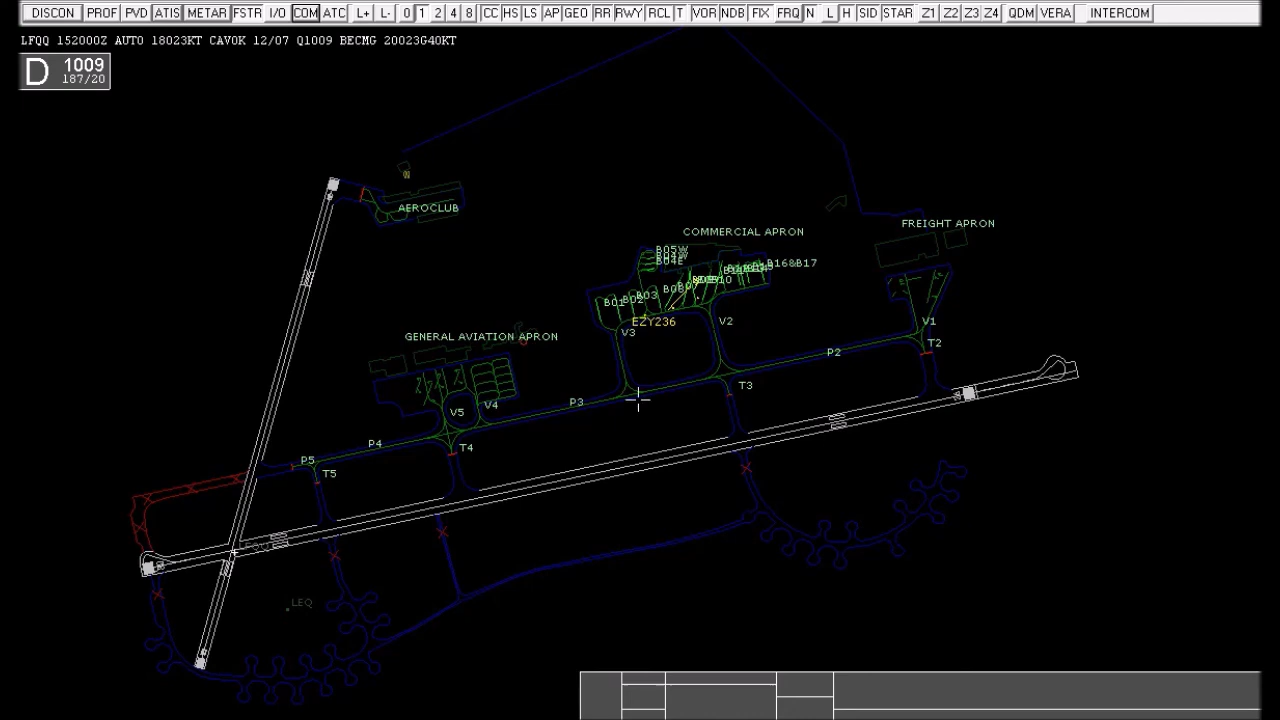 DISCON PROF PVD ATIS METAR FSTR I/O COM ATC L+ L- 0 1 2 4 8 CC HS LS AP GEO RR RWY RCL T VOR NDB FIX FRQ N L H SID STAR Z1 Z2 Z3 Z4 QDM VERA INTERCOM
LFQQ 152000Z AUTO 18023KT CAVOK 12/07 Q1009 BECMG 20023G40KT
D 1009
187/20
AEROCLUB
FREIGHT APRON
COMMERCIAL APRON
B05W
B04E
B16&B17
B03
B02
B01
EZY236
V2
V1
V3
GENERAL AVIATION APRON
T2
P2
T3
P3
V4
V5
P4
T4
P5
T5
LEQ